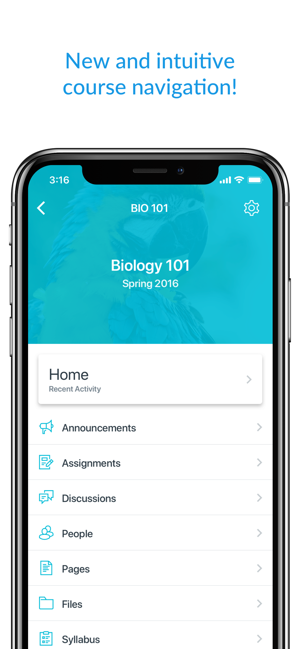 New and intuitive
course navigation!
3:16
BIO 101
Biology 101
Spring 2016
Home
Recent Activity
Announcements
Assignments
Discussions
People
Pages
Files
Syllabus